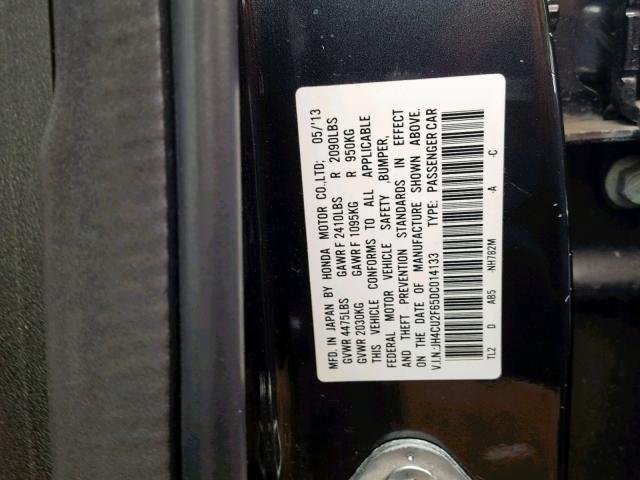 MFD. IN JAPAN BY HONDA MOTOR CO.,LTD; 05/'13
GVWR 4475LBS GAWR F 2410LBS R 2090LBS
GVWR 2030KG GAWR F 1095KG R 950KG
THIS VEHICLE CONFORMS TO ALL APPLICABLE
FEDERAL MOTOR VEHICLE SAFETY ,BUMPER,
AND THEFT PREVENTION STANDARDS IN EFFECT
ON THE DATE OF MANUFACTURE SHOWN ABOVE.
V.I.N.:JH4CU2F65DC014133 TYPE: PASSENGER CAR
TL2 D AB5 -NH782M -A -C